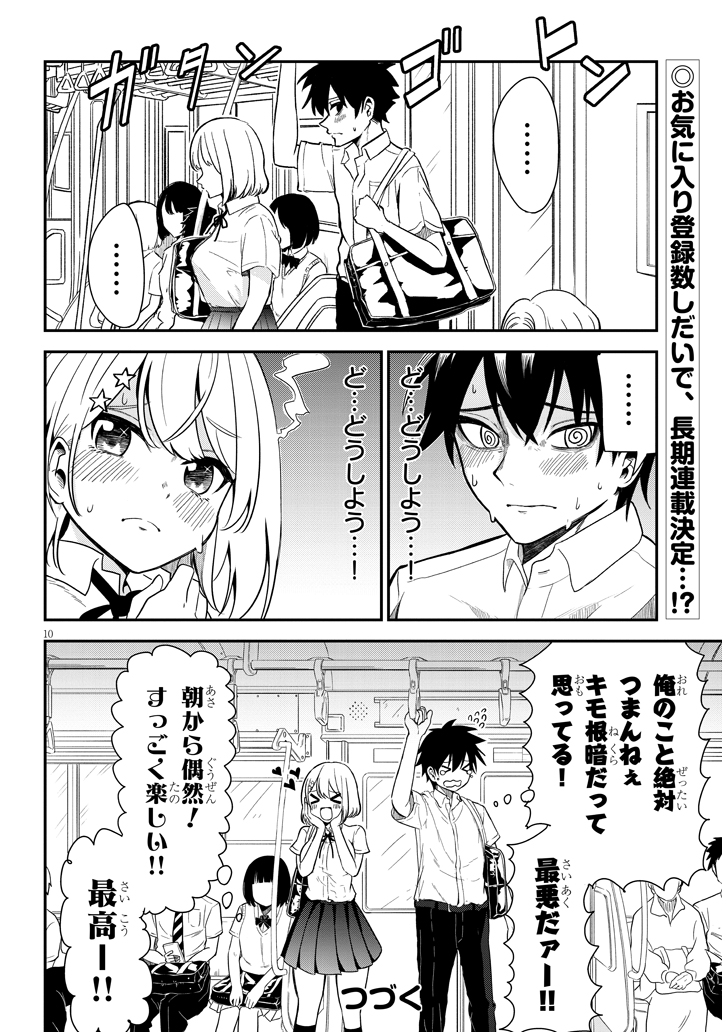 ◎お気に入り登録数しだいで、長期連載決定…!?
ガタン
ゴトン
……
……
……
ど…どうしよう…！
ど…どうしよう…！
10
俺のこと絶対
つまんねぇ
キモ根暗だって
思ってる！
最悪だァー!!
朝から偶然！
すっごく楽しい!!
最高ー!!
つづく